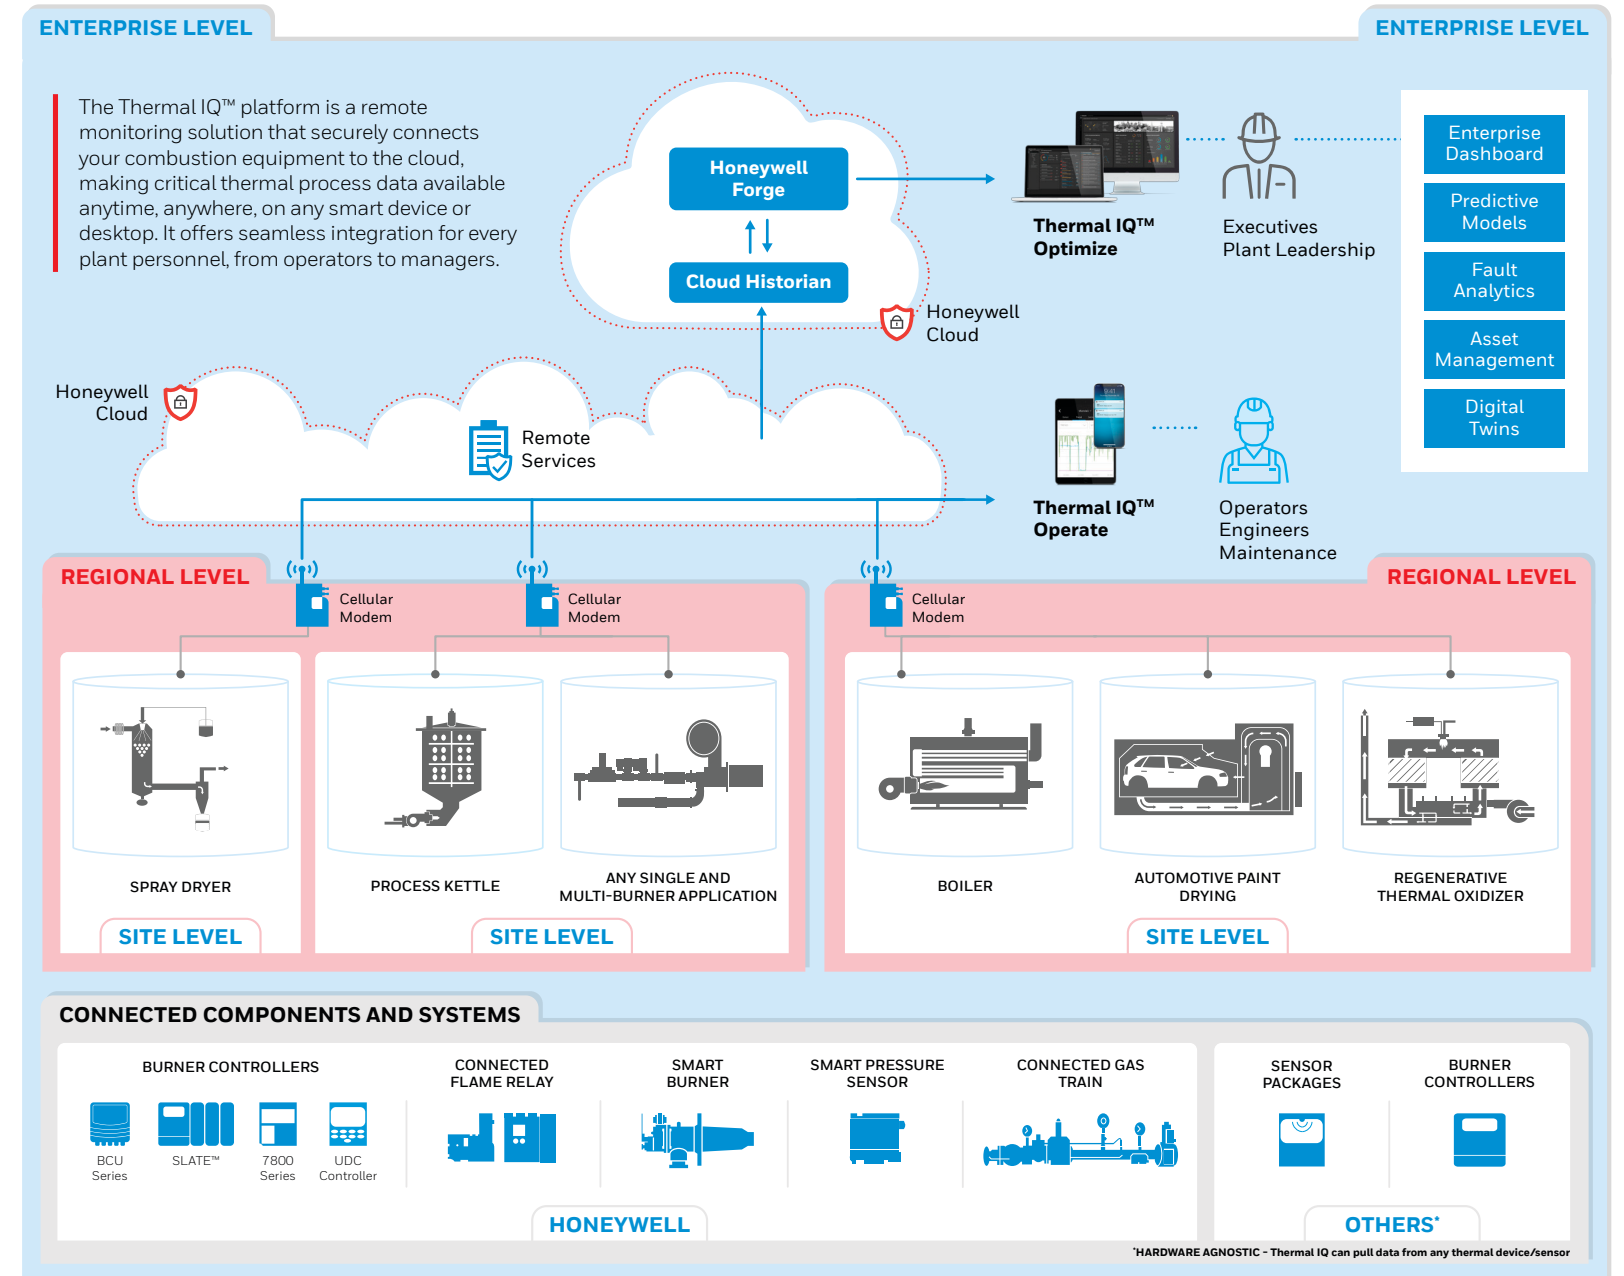 ENTERPRISE LEVEL
ENTERPRISE LEVEL
The Thermal IQ™ platform is a remote
monitoring solution that securely connects
your combustion equipment to the cloud,
making critical thermal process data available
anytime, anywhere, on any smart device or
desktop. It offers seamless integration for every
plant personnel, from operators to managers.
Honeywell
Forge
Cloud Historian
Honeywell
Cloud
Thermal IQ™
Optimize
Executives
Plant Leadership
Enterprise
Dashboard
Predictive
Models
Fault
Analytics
Asset
Management
Digital
Twins
Honeywell
Cloud
Remote
Services
9:41
Thermal IQ™
Operate
Operators
Engineers
Maintenance
REGIONAL LEVEL
Cellular
Modem
Cellular
Modem
SPRAY DRYER
SITE LEVEL
PROCESS KETTLE
ANY SINGLE AND
MULTI-BURNER APPLICATION
SITE LEVEL
REGIONAL LEVEL
Cellular
Modem
BOILER
AUTOMOTIVE PAINT
DRYING
REGENERATIVE
THERMAL OXIDIZER
SITE LEVEL
CONNECTED COMPONENTS AND SYSTEMS
BURNER CONTROLLERS
BCU
Series
SLATE™
7800
Series
UDC
Controller
CONNECTED
FLAME RELAY
SMART
BURNER
SMART PRESSURE
SENSOR
CONNECTED GAS
TRAIN
HONEYWELL
SENSOR
PACKAGES
BURNER
CONTROLLERS
OTHERS*
*HARDWARE AGNOSTIC - Thermal IQ can pull data from any thermal device/sensor